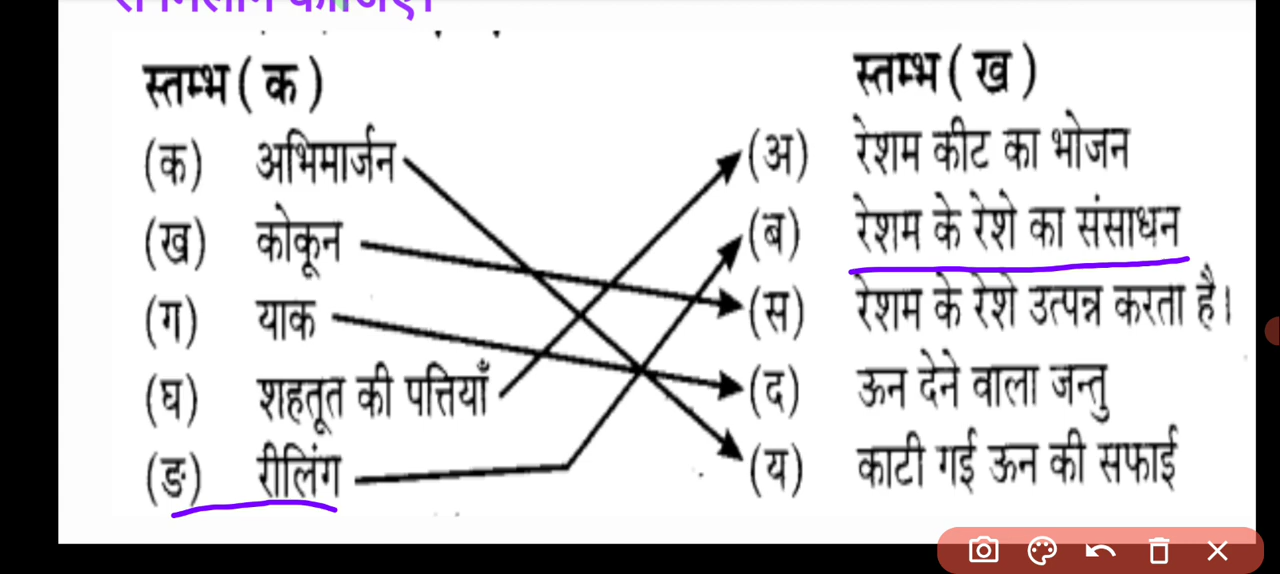 स्तम्भ ( क )
स्तम्भ ( ख )
(क) अभिमार्जन
(अ) रेशम कीट का भोजन
(ख) कोकून
(ब) रेशम के रेशे का संसाधन
(ग) याक
(स) रेशम के रेशे उत्पन्न करता है।
(घ) शहतूत की पत्तियाँ
(द) ऊन देने वाला जन्तु
(ङ) रीलिंग
(य) काटी गई ऊन की सफाई